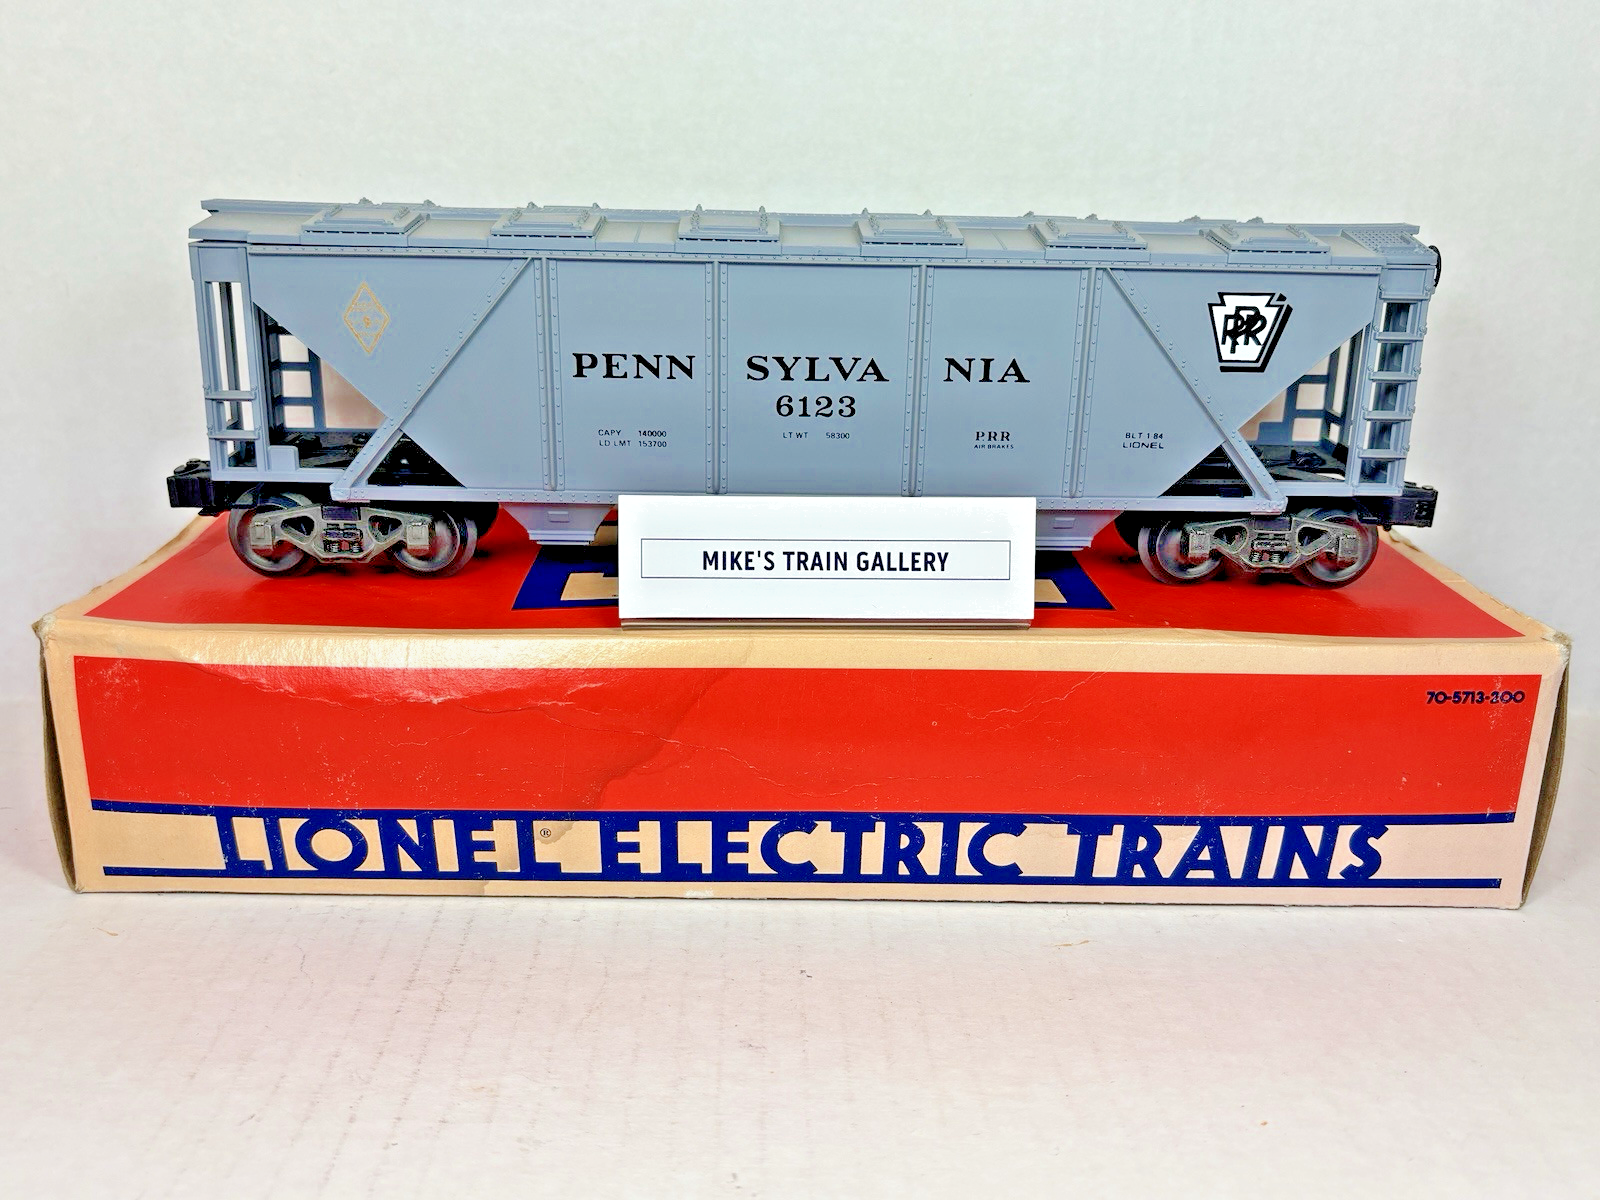 PENN SYLVA NIA
6123
CAPY 140000
LD LMT 153700
LT WT 58300
PRR
AIR BRAKES
BLT 1 84
LIONEL
PRR
MIKE'S TRAIN GALLERY
70-5713-200
LIONEL® ELECTRIC TRAINS